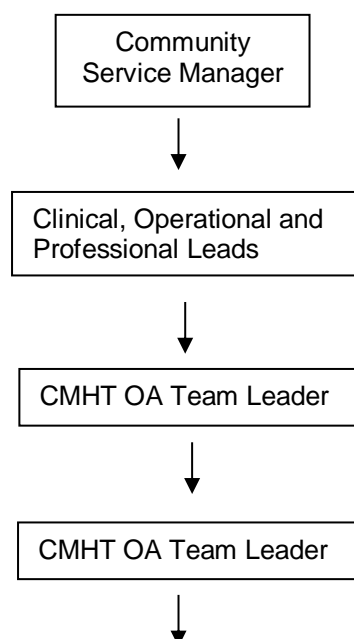 Community
Service Manager
Clinical, Operational and
Professional Leads
CMHT OA Team Leader
CMHT OA Team Leader